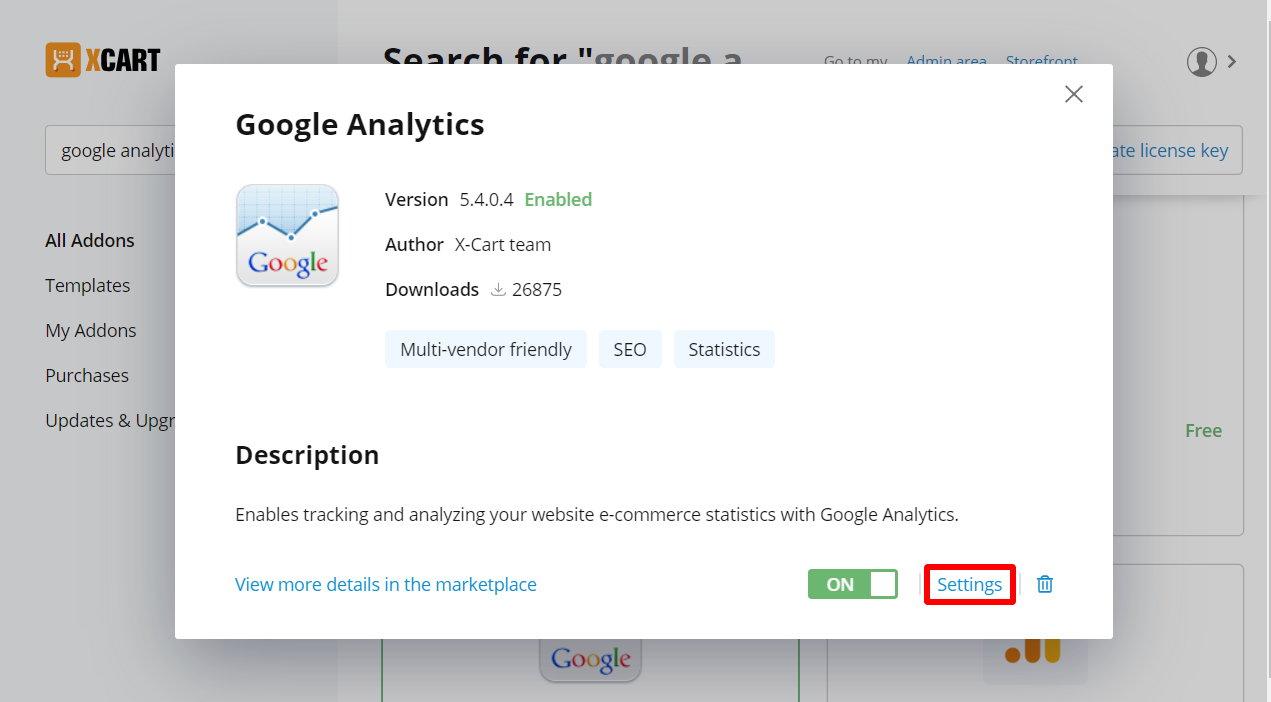 XCART
Search for "google a
Go to my Admin area Storefront
google analyti
ate license key
All Addons
Templates
My Addons
Purchases
Updates & Upgr
Google Analytics
Google
Version 5.4.0.4 Enabled
Author X-Cart team
Downloads 26875
Multi-vendor friendly SEO Statistics
Description
Enables tracking and analyzing your website e-commerce statistics with Google Analytics.
View more details in the marketplace ON Settings
Free
Google